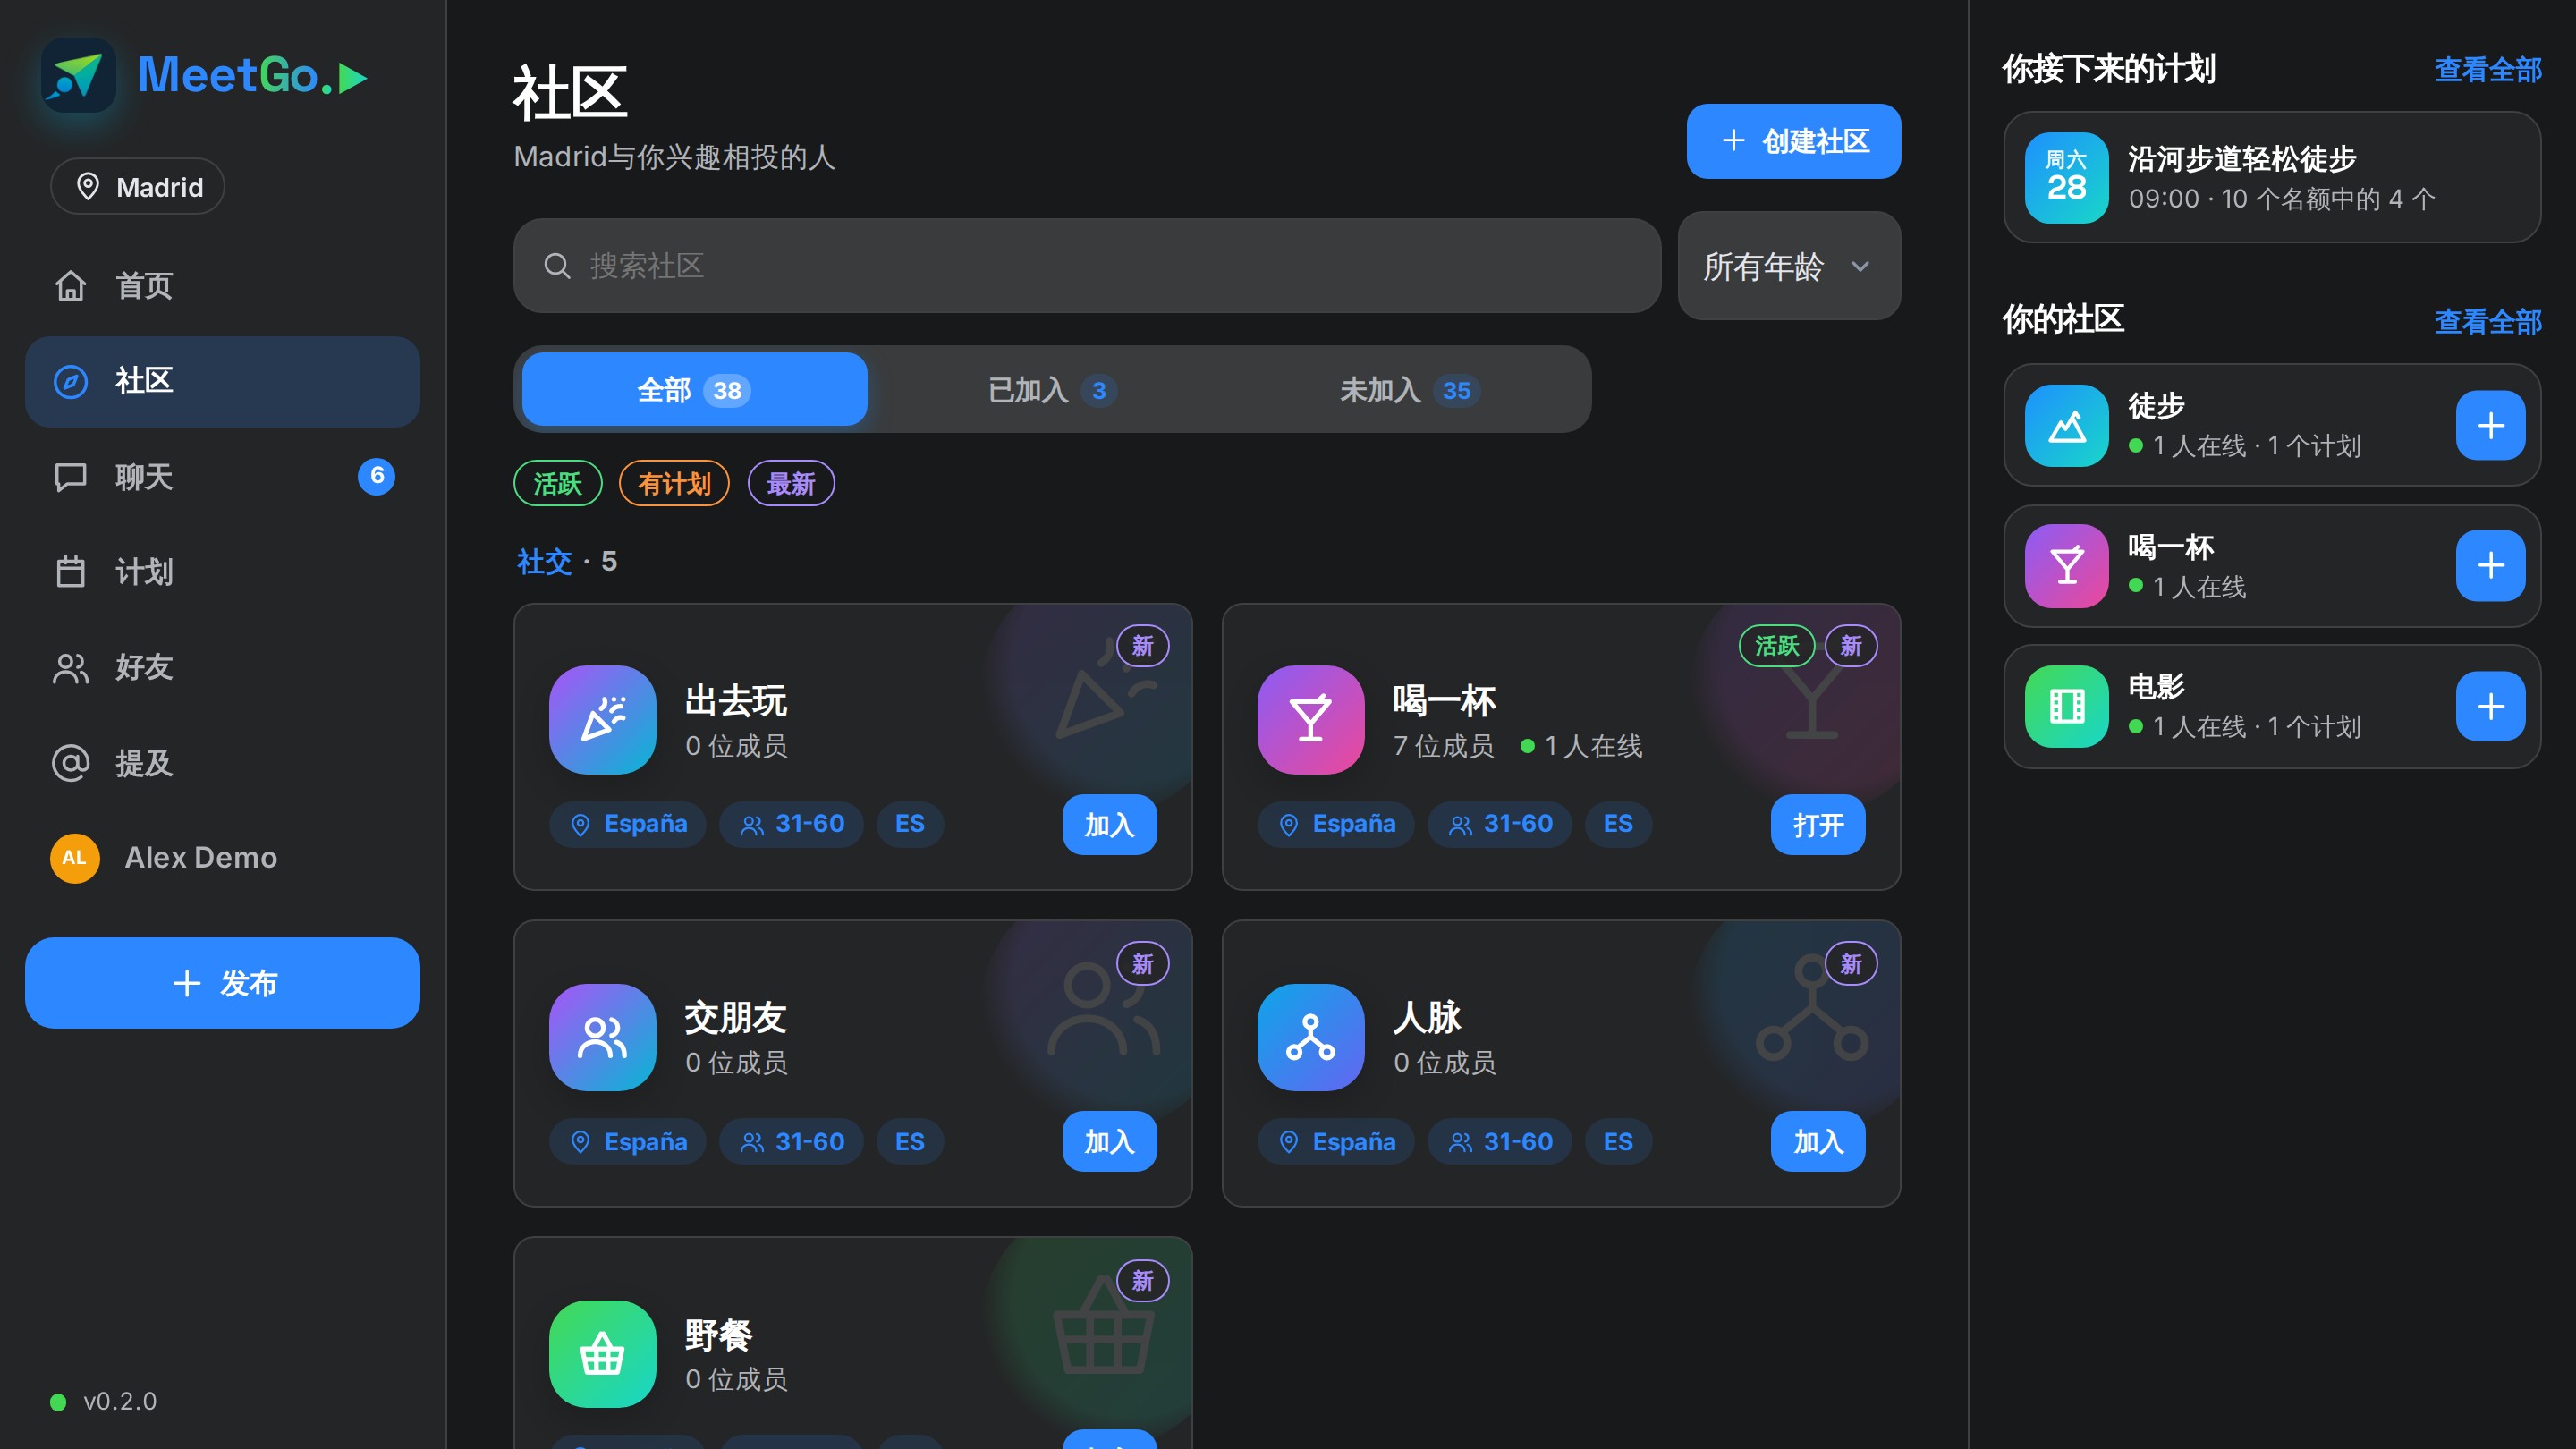 MeetGo.
Madrid
首页
社区
聊天 6
计划
好友
提及
AL Alex Demo
发布
v0.2.0
社区
Madrid与你兴趣相投的人
创建社区
搜索社区
所有年龄
全部 38
已加入 3
未加入 35
活跃
有计划
最新
社交 · 5
新
出去玩
0 位成员
España 31-60 ES
加入
活跃 新
喝一杯
7 位成员 1 人在线
España 31-60 ES
打开
新
交朋友
0 位成员
España 31-60 ES
加入
新
人脉
0 位成员
España 31-60 ES
加入
新
野餐
0 位成员
你接下来的计划
查看全部
周六
28
沿河步道轻松徒步
09:00 · 10 个名额中的 4 个
你的社区
查看全部
徒步
1 人在线 · 1 个计划
喝一杯
1 人在线
电影
1 人在线 · 1 个计划